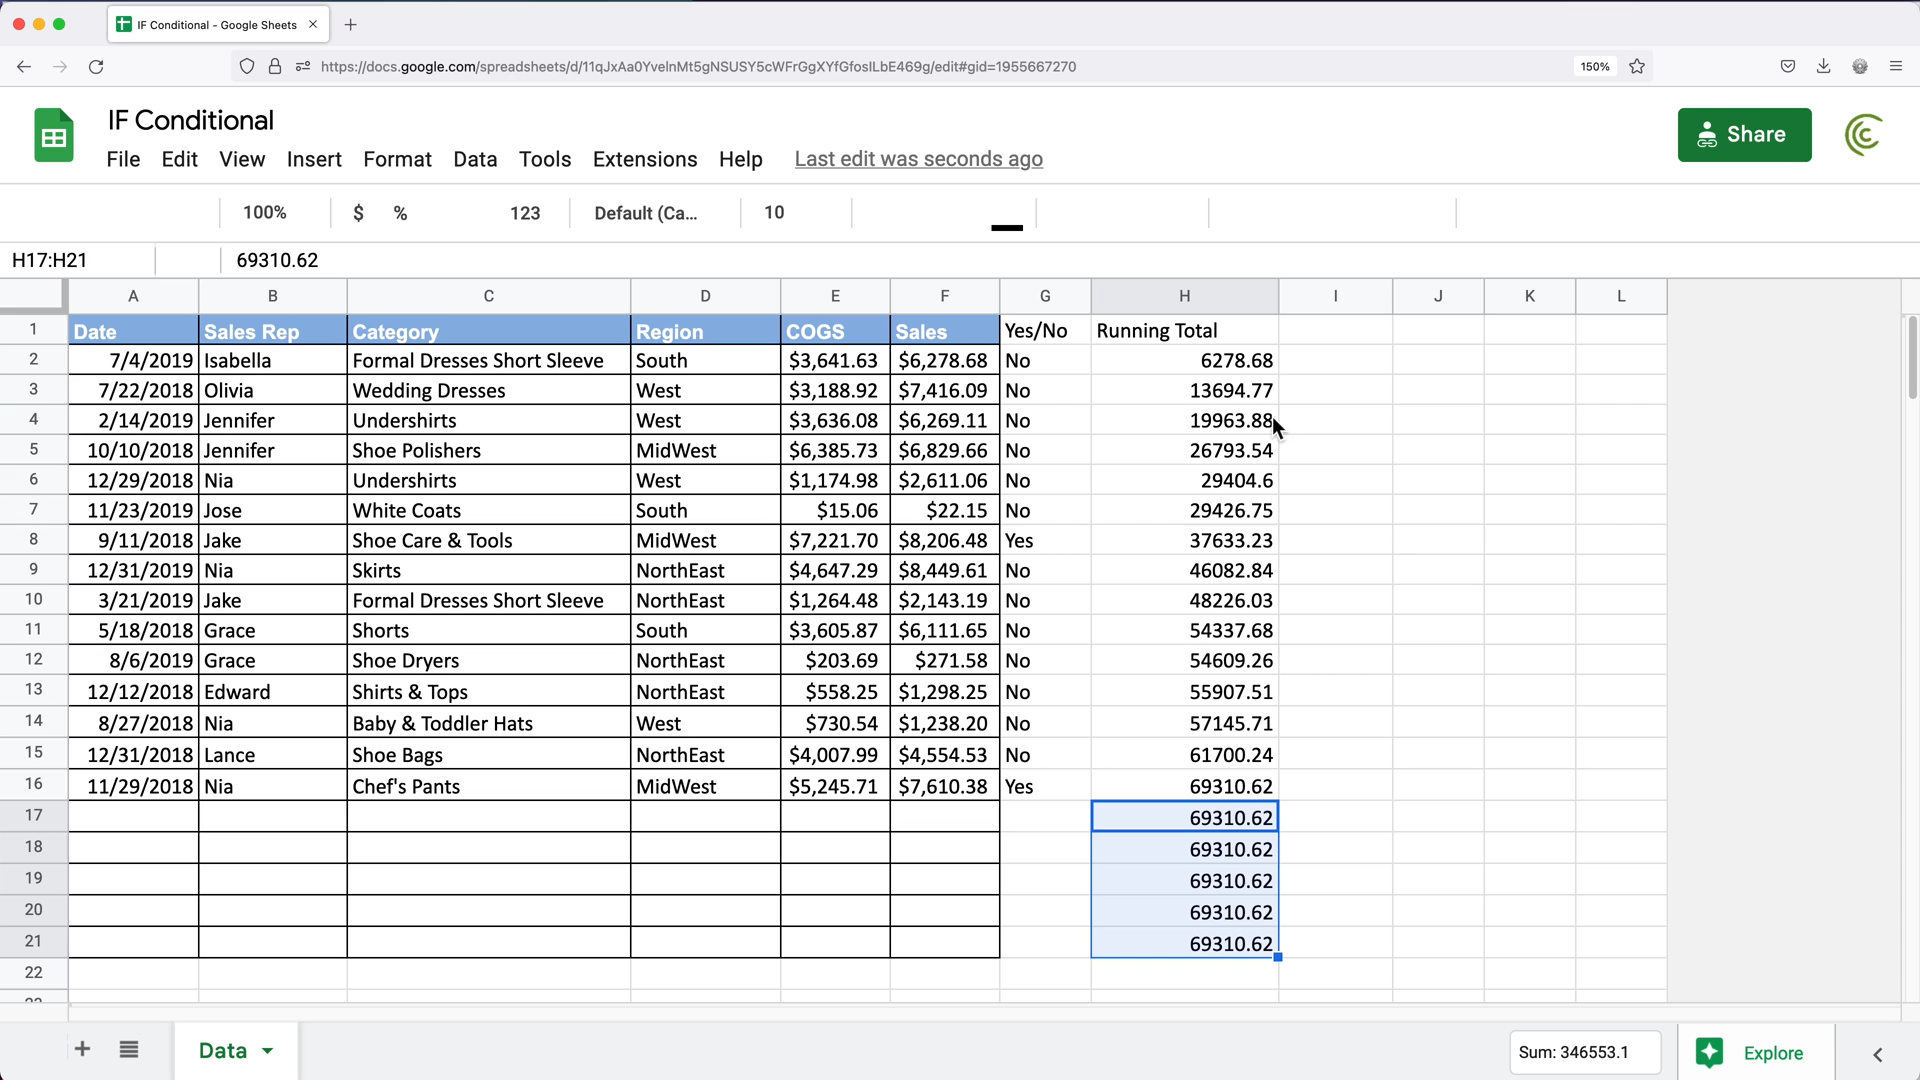 IF Conditional - Google Sheets
https://docs.google.com/spreadsheets/d/11qJxAa0YvelnMt5gNSUSY5cWFrGgXYfGfosILbE469g/edit#gid=1955667270
150%
IF Conditional
File Edit View Insert Format Data Tools Extensions Help Last edit was seconds ago
Share
100% $ % 123 Default (Ca... 10
H17:H21 69310.62
A B C D E F G H I J K L
1 Date Sales Rep Category Region COGS Sales Yes/No Running Total
2 7/4/2019 Isabella Formal Dresses Short Sleeve South $3,641.63 $6,278.68 No 6278.68
3 7/22/2018 Olivia Wedding Dresses West $3,188.92 $7,416.09 No 13694.77
4 2/14/2019 Jennifer Undershirts West $3,636.08 $6,269.11 No 19963.88
5 10/10/2018 Jennifer Shoe Polishers MidWest $6,385.73 $6,829.66 No 26793.54
6 12/29/2018 Nia Undershirts West $1,174.98 $2,611.06 No 29404.6
7 11/23/2019 Jose White Coats South $15.06 $22.15 No 29426.75
8 9/11/2018 Jake Shoe Care & Tools MidWest $7,221.70 $8,206.48 Yes 37633.23
9 12/31/2019 Nia Skirts NorthEast $4,647.29 $8,449.61 No 46082.84
10 3/21/2019 Jake Formal Dresses Short Sleeve NorthEast $1,264.48 $2,143.19 No 48226.03
11 5/18/2018 Grace Shorts South $3,605.87 $6,111.65 No 54337.68
12 8/6/2019 Grace Shoe Dryers NorthEast $203.69 $271.58 No 54609.26
13 12/12/2018 Edward Shirts & Tops NorthEast $558.25 $1,298.25 No 55907.51
14 8/27/2018 Nia Baby & Toddler Hats West $730.54 $1,238.20 No 57145.71
15 12/31/2018 Lance Shoe Bags NorthEast $4,007.99 $4,554.53 No 61700.24
16 11/29/2018 Nia Chef's Pants MidWest $5,245.71 $7,610.38 Yes 69310.62
17 69310.62
18 69310.62
19 69310.62
20 69310.62
21 69310.62
22
Data
Sum: 346553.1
Explore